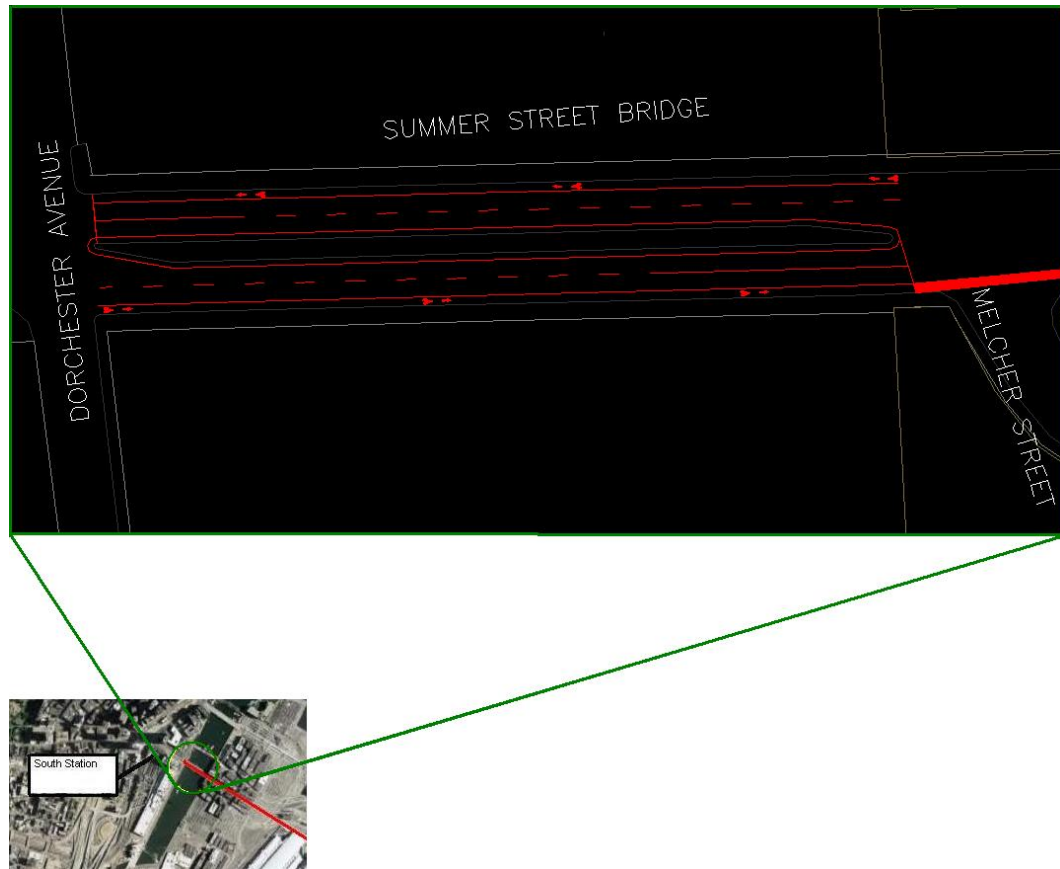 SUMMER STREET BRIDGE
DORCHESTER AVENUE
MELCHER STREET
South Station